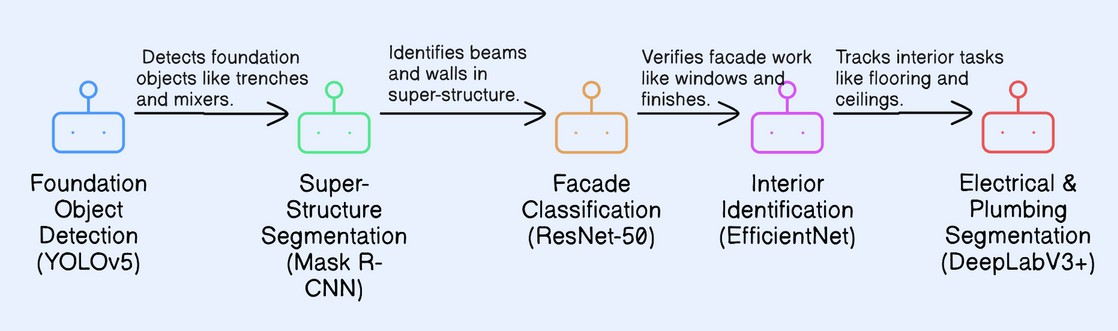 Detects foundation
objects like trenches
and mixers.
Identifies beams
and walls in
super-structure.
Verifies facade work
like windows and
finishes.
Tracks interior tasks
like flooring and
ceilings.
Foundation
Object
Detection
(YOLOv5)
Super-
Structure
Segmentation
(Mask R-
CNN)
Facade
Classification
(ResNet-50)
Interior
Identification
(EfficientNet)
Electrical &
Plumbing
Segmentation
(DeepLabV3+)